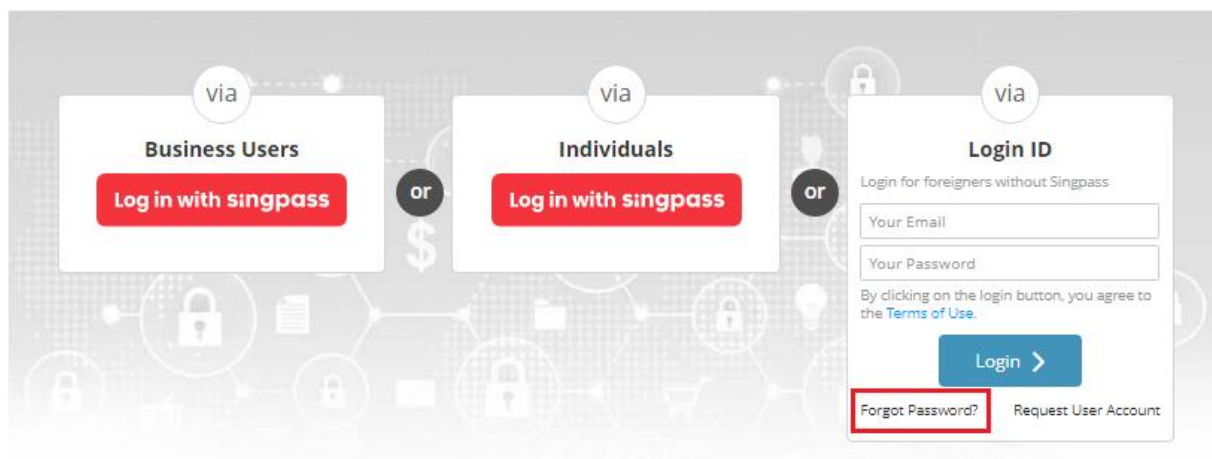 via
Business Users
Log in with singpass
or
via
Individuals
Log in with singpass
or
via
Login ID
Login for foreigners without Singpass
Your Email
Your Password
By clicking on the login button, you agree to
the Terms of Use.
Login
Forgot Password?
Request User Account